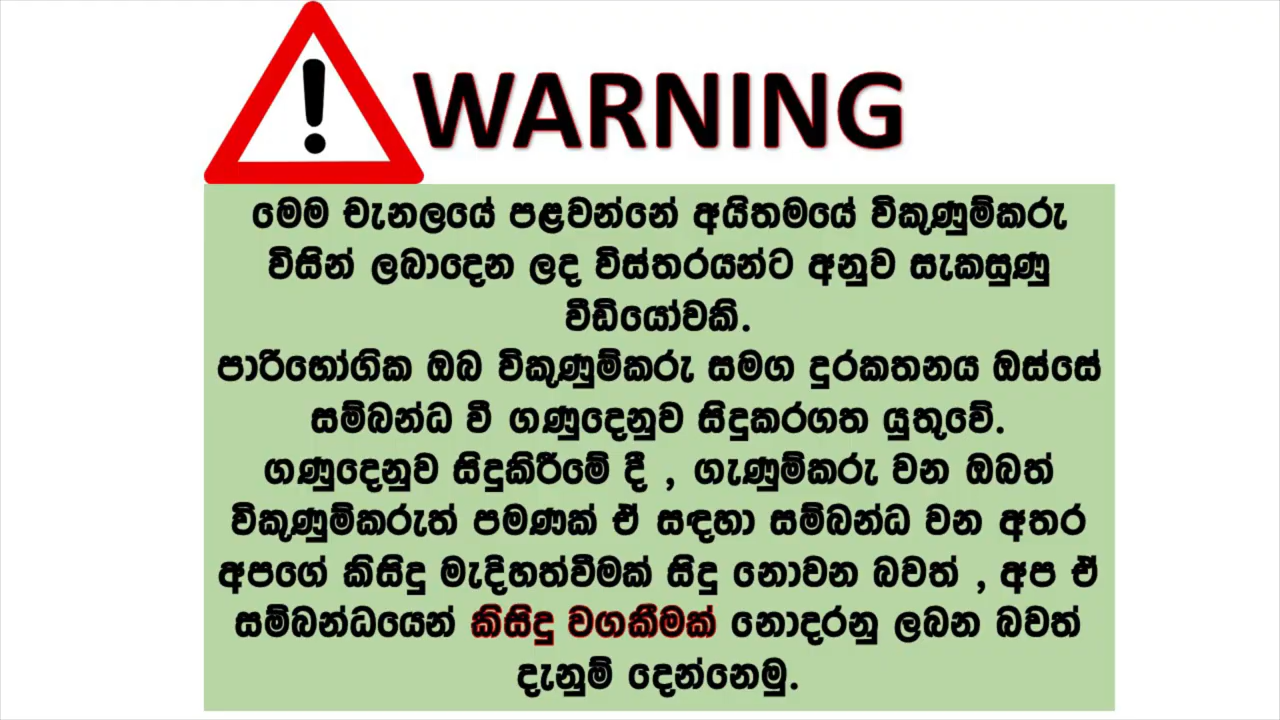 WARNING
මෙම චැනලයේ පළවන්නේ අයිතමයේ විකුණුම්කරු
විසින් ලබාදෙන ලද විස්තරයන්ට අනුව සැකසුණු
වීඩියෝවකි.
පාරිභෝගික ඔබ විකුණුම්කරු සමග දුරකතනය ඔස්සේ
සම්බන්ධ වී ගණුදෙනුව සිදුකරගත යුතුවේ.
ගණුදෙනුව සිදුකිරීමේ දී , ගැණුම්කරු වන ඔබත්
විකුණුම්කරුත් පමණක් ඒ සඳහා සම්බන්ධ වන අතර
අපගේ කිසිදු මැදිහත්වීමක් සිදු නොවන බවත් , අප ඒ
සම්බන්ධයෙන් කිසිදු වගකීමක් නොදරනු ලබන බවත්
දැනුම් දෙන්නෙමු.